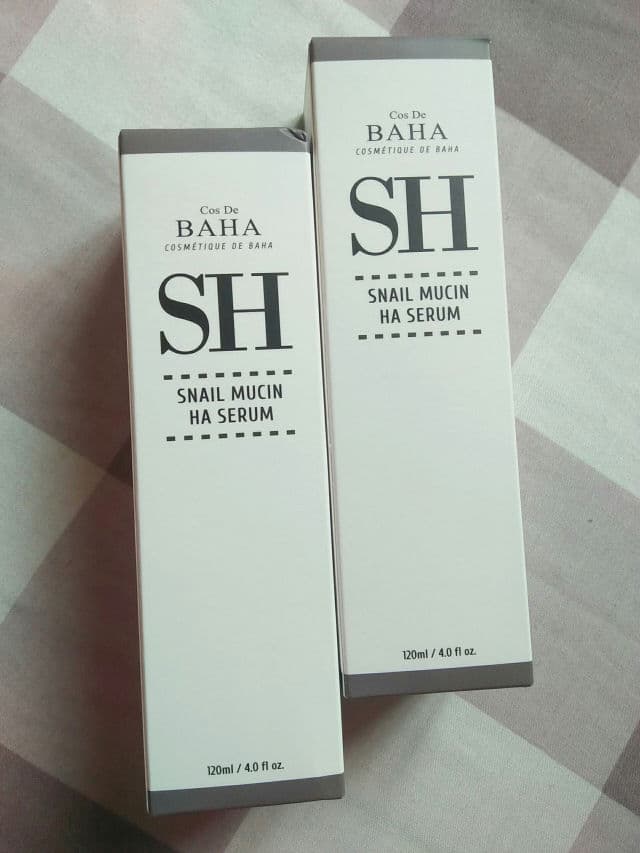 Cos De
BAHA
COSMÉTIQUE DE BAHA
SH
SNAIL MUCIN
HA SERUM
120ml / 4.0 fl oz.
Cos De
BAHA
COSMÉTIQUE DE BAHA
SH
SNAIL MUCIN
HA SERUM
120ml / 4.0 fl oz.